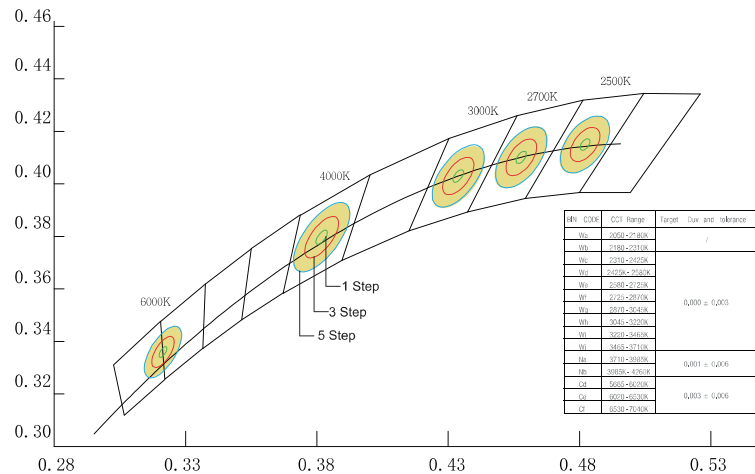 0.46
0.44
0.42
0.40
0.38
0.36
0.34
0.32
0.30
0.28
0.33
0.38
0.43
0.48
0.53
2500K
2700K
3000K
4000K
6000K
1 Step
3 Step
5 Step
BIN CODE CCT Range Target Duv and tolerance
Wa 2050-2180K
/
Wb 2180-2310K
Wc 2310-2425K
Wd 2425K-2580K
We 2580-2725K
Wf 2725-2870K
0.000 ± 0.003
Wg 2870-3045K
Wh 3045-3220K
Wi 3220-3465K
Wj 3465-3710K
Na 3710-3985K
0.001 ± 0.006
Nb 3985K-4260K
Cd 5665-6020K
Ce 6020-6530K
0.003 ± 0.006
Cf 6530-7040K